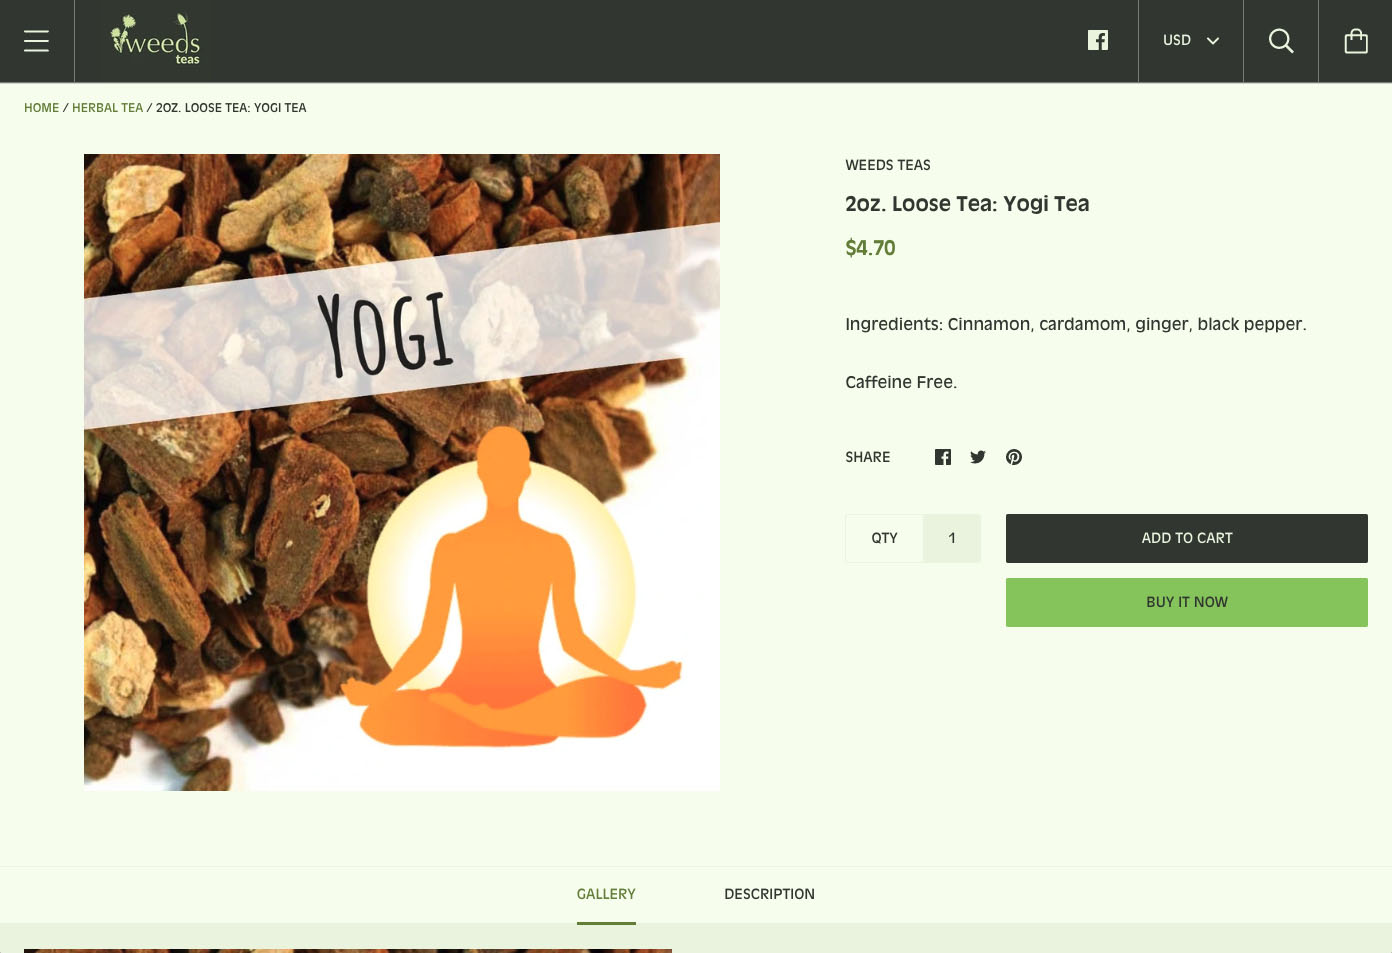 weeds
teas
USD
HOME / HERBAL TEA / 2OZ. LOOSE TEA: YOGI TEA
YOGI
WEEDS TEAS
2oz. Loose Tea: Yogi Tea
$4.70
Ingredients: Cinnamon, cardamom, ginger, black pepper.
Caffeine Free.
SHARE
QTY 1
ADD TO CART
BUY IT NOW
GALLERY DESCRIPTION